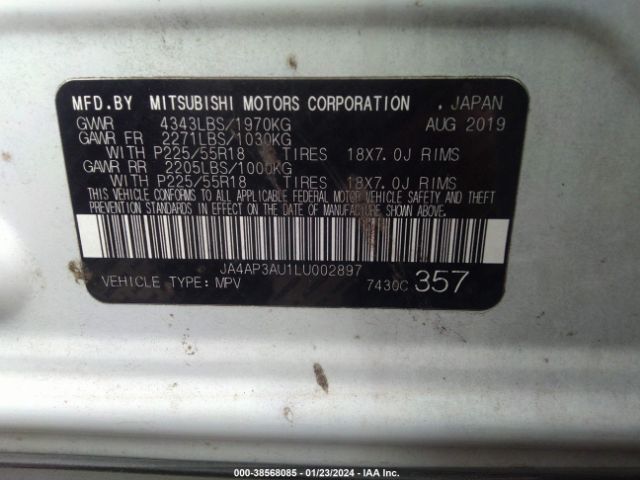 MFD.BY MITSUBISHI MOTORS CORPORATION . JAPAN
GVWR 4343LBS/1970KG AUG 2019
GAWR FR 2271LBS/1030KG
WITH P225/55R18 TIRES 18X7.0J RIMS
GAWR RR 2205LBS/1000KG
WITH P225/55R18 TIRES 18X7.0J RIMS
THIS VEHICLE CONFORMS TO ALL APPLICABLE FEDERAL MOTOR VEHICLE SAFETY AND THEFT
PREVENTION STANDARDS IN EFFECT ON THE DATE OF MANUFACTURE SHOWN ABOVE.
JA4AP3AU1LU002897
VEHICLE TYPE: MPV 7430C 357
000-38568085 - 01/23/2024 - IAA Inc.